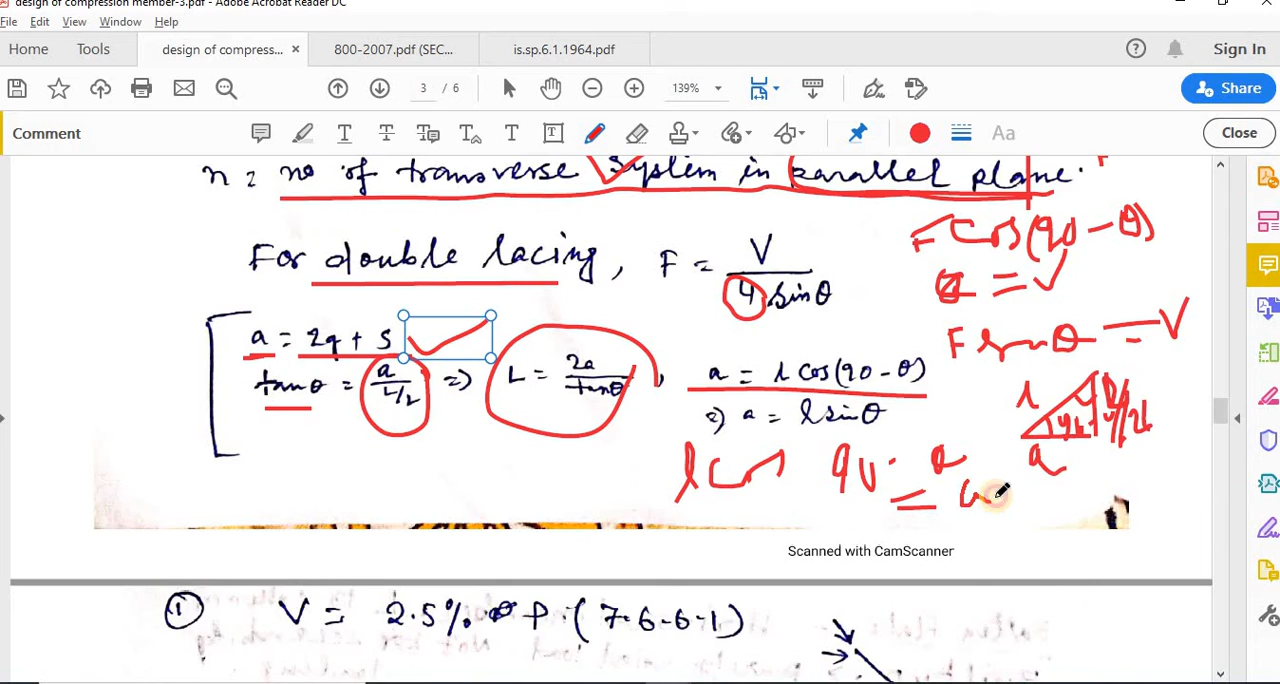 design of compression member-3.pdf - Adobe Acrobat Reader DC
File Edit View Window Help
Home Tools design of compress... × 800-2007.pdf (SEC... is.sp.6.1.1964.pdf Sign In
3 / 6 139% Share
Comment Aa Close
n = no of transverse system in parallel plane.
F cos(90 - θ)
= V
For double lacing, F = V / 4 sinθ
F sinθ = V
a = 2g + s
tanθ = a / L/2 => L = 2a / tanθ , a = l cos(90 - θ)
=> a = l sinθ
l
a
l cos 90 -
= a
Scanned with CamScanner
① V = 2.5% P. (7.6.6.1)